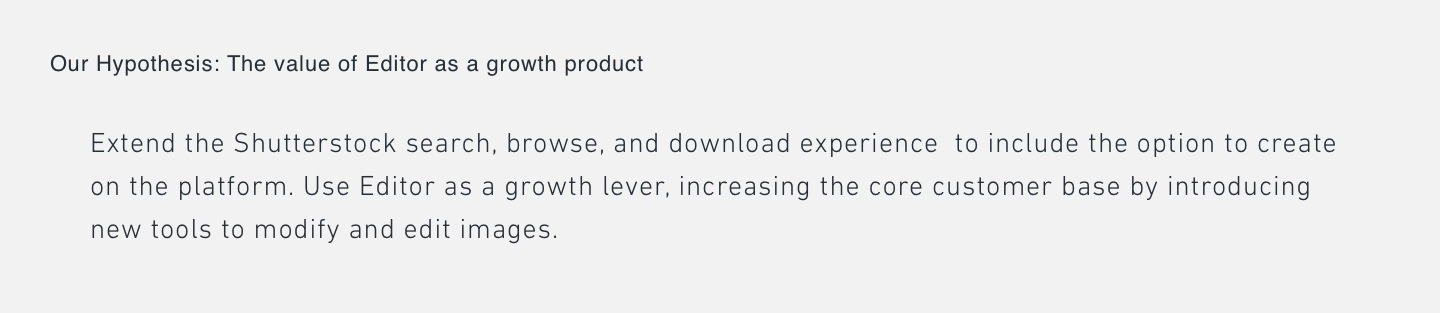 Our Hypothesis: The value of Editor as a growth product
Extend the Shutterstock search, browse, and download experience  to include the option to create
on the platform. Use Editor as a growth lever, increasing the core customer base by introducing
new tools to modify and edit images.